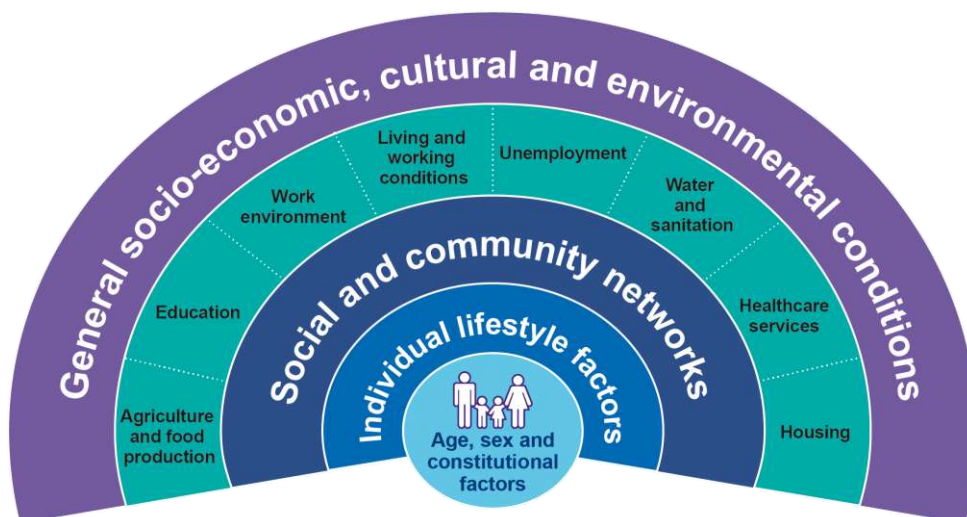 General socio-economic, cultural and environmental conditions
Agriculture
and food
production
Education
Work
environment
Living and
working
conditions
Unemployment
Water
and
sanitation
Healthcare
services
Housing
Social and community networks
Individual lifestyle factors
Age, sex and
constitutional
factors